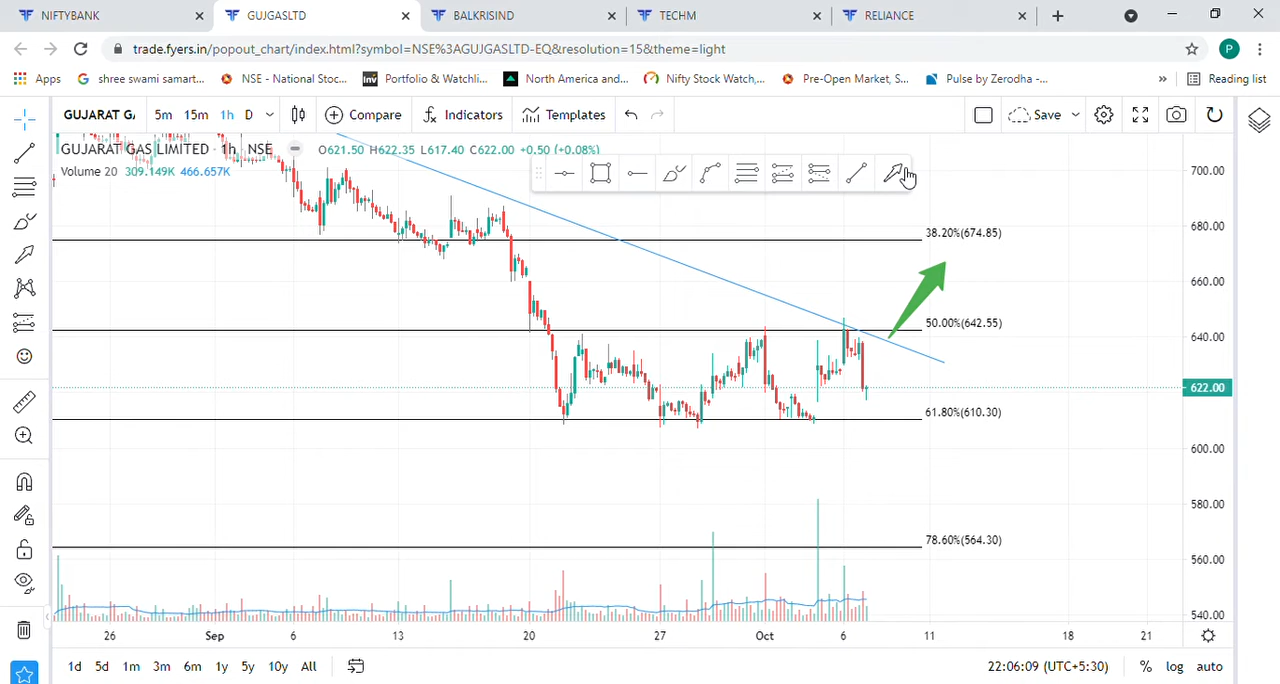 NIFTYBANK GUJGASLTD BALKRISIND TECHM RELIANCE
trade.fyers.in/popout_chart/index.html?symbol=NSE%3AGUJGASLTD-EQ&resolution=15&theme=light P
Apps shree swami samart... NSE - National Stoc... Inv Portfolio & Watchli... North America and... Nifty Stock Watch,... Pre-Open Market, S... Pulse by Zerodha -... » Reading list
GUJARAT GA 5m 15m 1h D Compare Indicators Templates Save
GUJARAT GAS LIMITED 1h NSE O621.50 H622.35 L617.40 C622.00 +0.50 (+0.08%)
Volume 20 309.149K 466.657K
700.00
680.00
38.20%(674.85)
660.00
50.00%(642.55)
640.00
622.00
61.80%(610.30)
600.00
580.00
78.60%(564.30)
560.00
540.00
26 Sep 6 13 20 27 Oct 6 11 18 21
1d 5d 1m 3m 6m 1y 5y 10y All 22:06:09 (UTC+5:30) % log auto